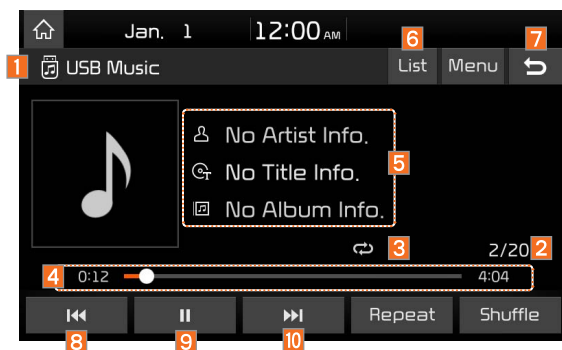 Jan. 1 12:00 AM
6 7
1 USB Music List Menu
No Artist Info.
No Title Info. 5
No Album Info.
3 2/20 2
4 0:12 4:04
Repeat Shuffle
8 9 10